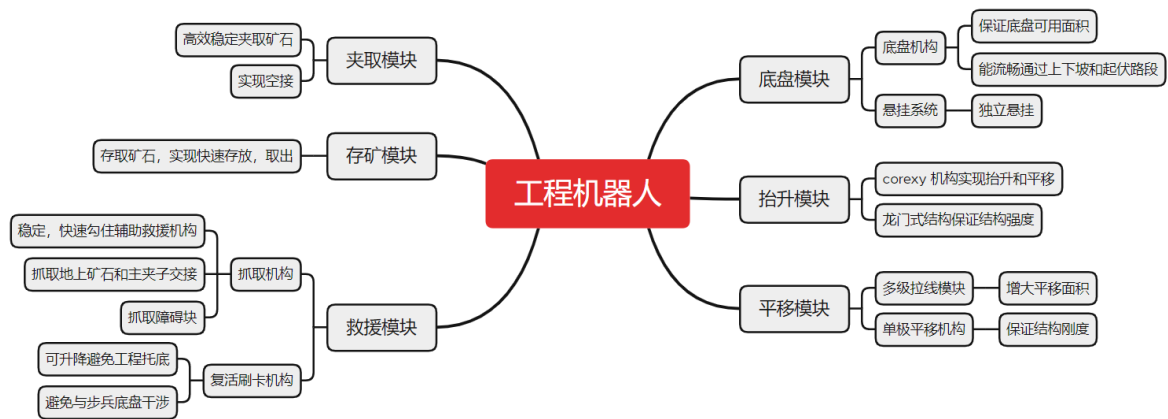 工程机器人
夹取模块
高效稳定夹取矿石
实现空接
存矿模块
存取矿石，实现快速存放，取出
救援模块
抓取机构
稳定，快速勾住辅助救援机构
抓取地上矿石和主夹子交接
抓取障碍块
复活刷卡机构
可升降避免工程托底
避免与步兵底盘干涉
底盘模块
底盘机构
保证底盘可用面积
能流畅通过上下坡和起伏路段
悬挂系统
独立悬挂
抬升模块
corexy 机构实现抬升和平移
龙门式结构保证结构强度
平移模块
多级拉线模块
增大平移面积
单极平移机构
保证结构刚度